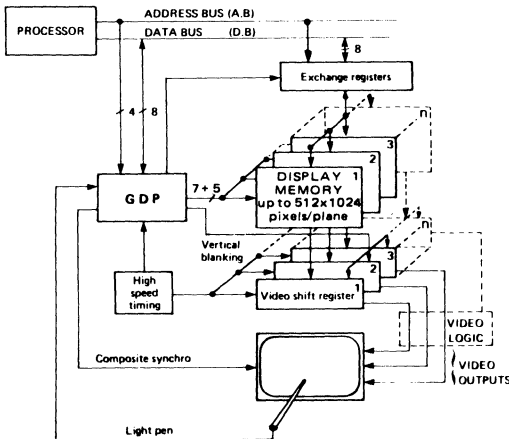 ADDRESS BUS (A.B)
PROCESSOR
DATA BUS (D.B)
8
Exchange registers
4
8
n
3
2
1
DISPLAY
MEMORY
up to 512x1024
pixels/plane
GDP
7 + 5
n
3
2
1
Vertical
blanking
High
speed
timing
Video shift register
VIDEO
LOGIC
Composite synchro
VIDEO
OUTPUTS
Light pen